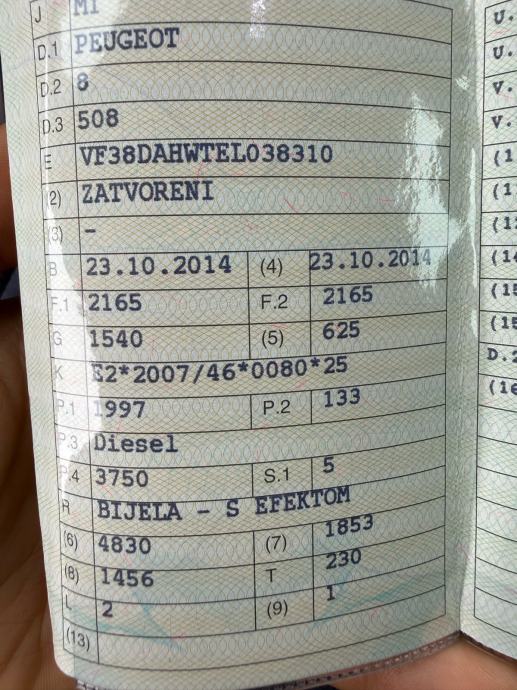 J M1
D.1 PEUGEOT
D.2 8
D.3 508
E VF38DAHWTEL038310
(2) ZATVORENI
(3) –
B 23.10.2014 (4) 23.10.2014
F.1 2165 F.2 2165
G 1540 (5) 625
K E2*2007/46*0080*25
P.1 1997 P.2 133
P.3 Diesel
P.4 3750 S.1 5
R BIJELA - S EFEKTOM
(6) 4830 (7) 1853
(8) 1456 T 230
L 2 (9) 1
(13)
U.
U.
V.
V.
D.2